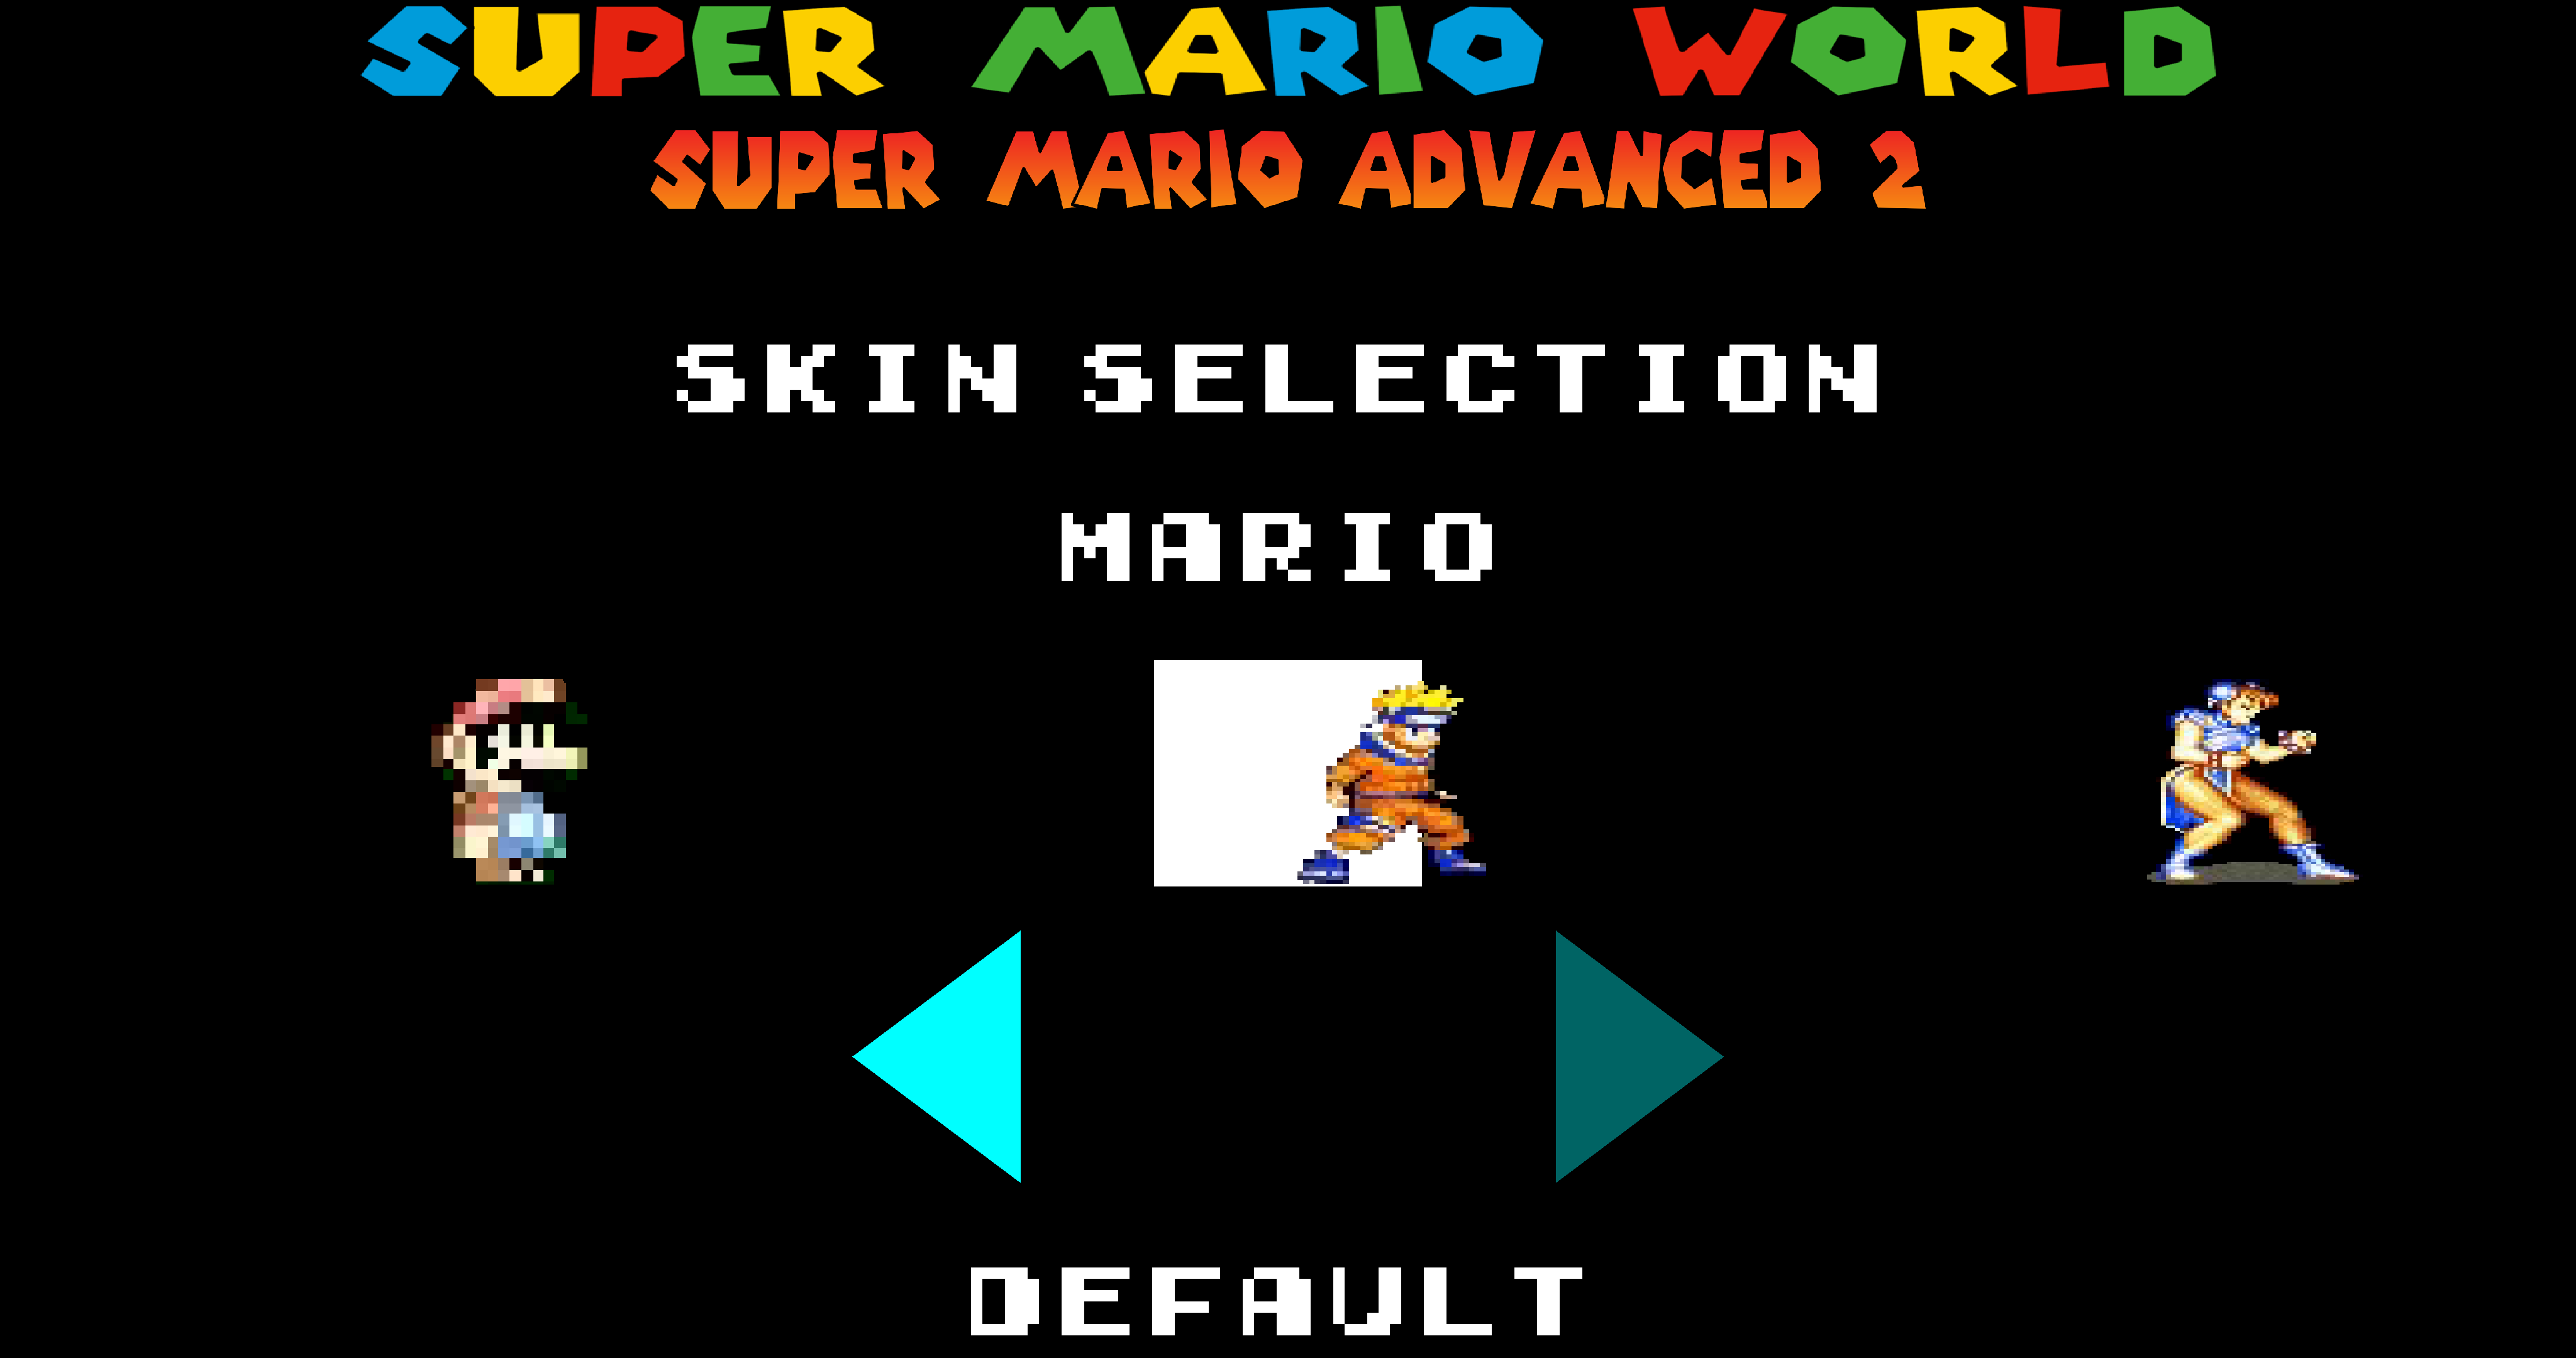 SUPER MARIO WORLD
SUPER MARIO ADVANCED 2
SKIN SELECTION
MARIO
DEFAULT